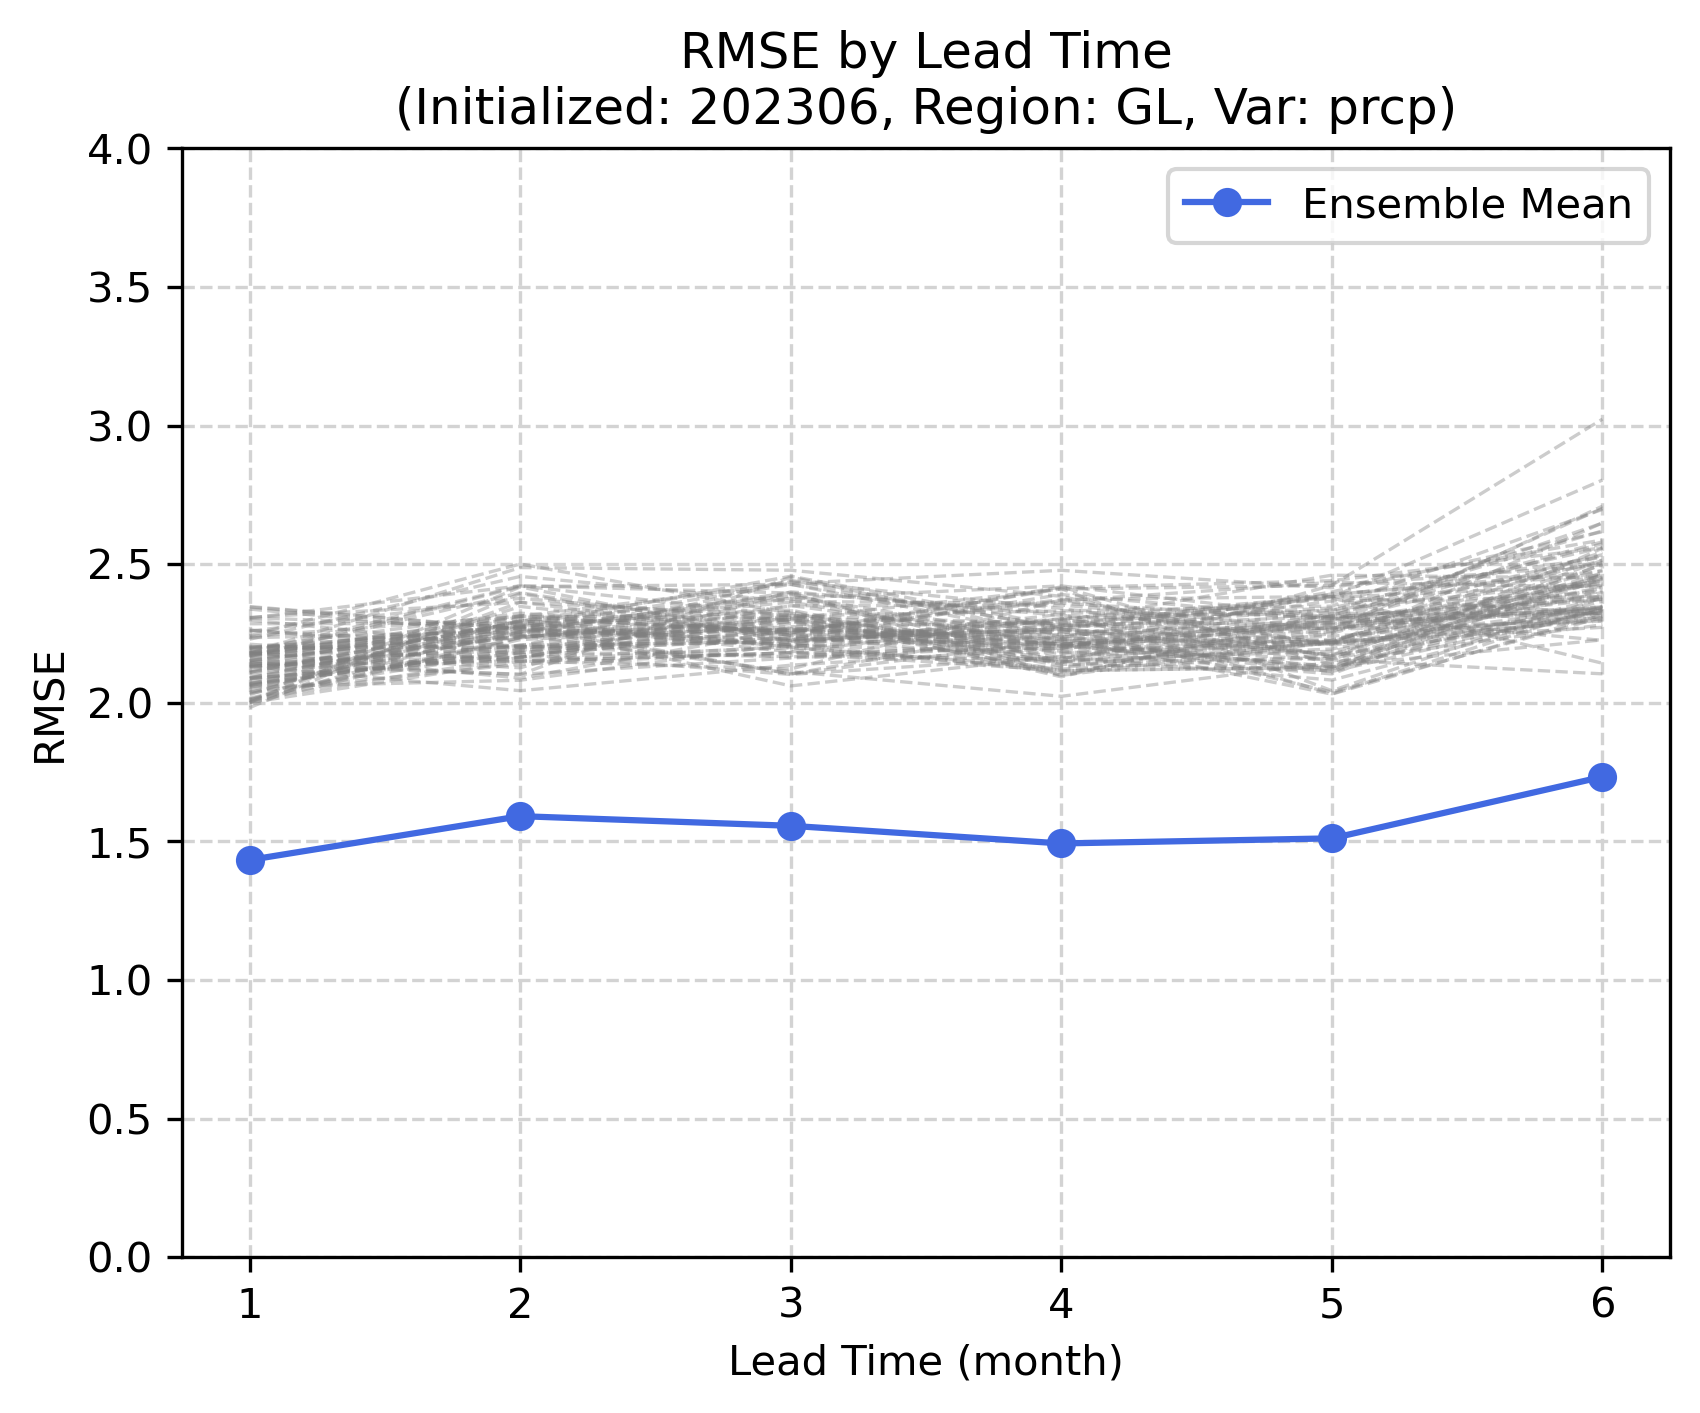 RMSE by Lead Time
(Initialized: 202306, Region: GL, Var: prcp)
Ensemble Mean
4.0
3.5
3.0
2.5
2.0
1.5
1.0
0.5
0.0
RMSE
1 2 3 4 5 6
Lead Time (month)